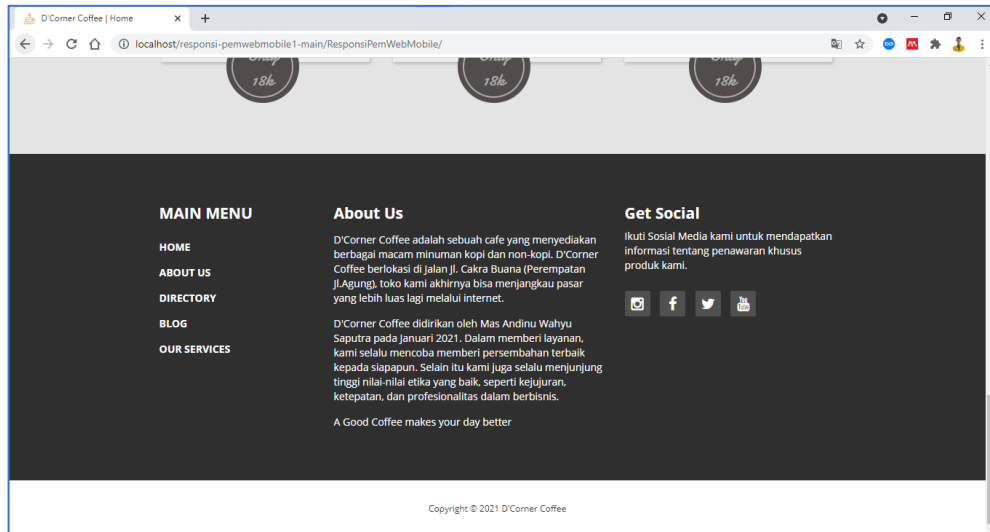 D'Corner Coffee | Home
localhost/responsi-pemwebmobile1-main/ResponsiPemWebMobile/
Only Only Only
18k 18k 18k
MAIN MENU
HOME
ABOUT US
DIRECTORY
BLOG
OUR SERVICES
About Us
D'Corner Coffee adalah sebuah cafe yang menyediakan
berbagai macam minuman kopi dan non-kopi. D'Corner
Coffee berlokasi di Jalan Jl. Cakra Buana (Perempatan
Jl.Agung), toko kami akhirnya bisa menjangkau pasar
yang lebih luas lagi melalui internet.
D'Corner Coffee didirikan oleh Mas Andinu Wahyu
Saputra pada Januari 2021. Dalam memberi layanan,
kami selalu mencoba memberi persembahan terbaik
kepada siapapun. Selain itu kami juga selalu menjunjung
tinggi nilai-nilai etika yang baik, seperti kejujuran,
ketepatan, dan profesionalitas dalam berbisnis.
A Good Coffee makes your day better
Get Social
Ikuti Sosial Media kami untuk mendapatkan
informasi tentang penawaran khusus
produk kami.
You
Tube
Copyright © 2021 D'Corner Coffee